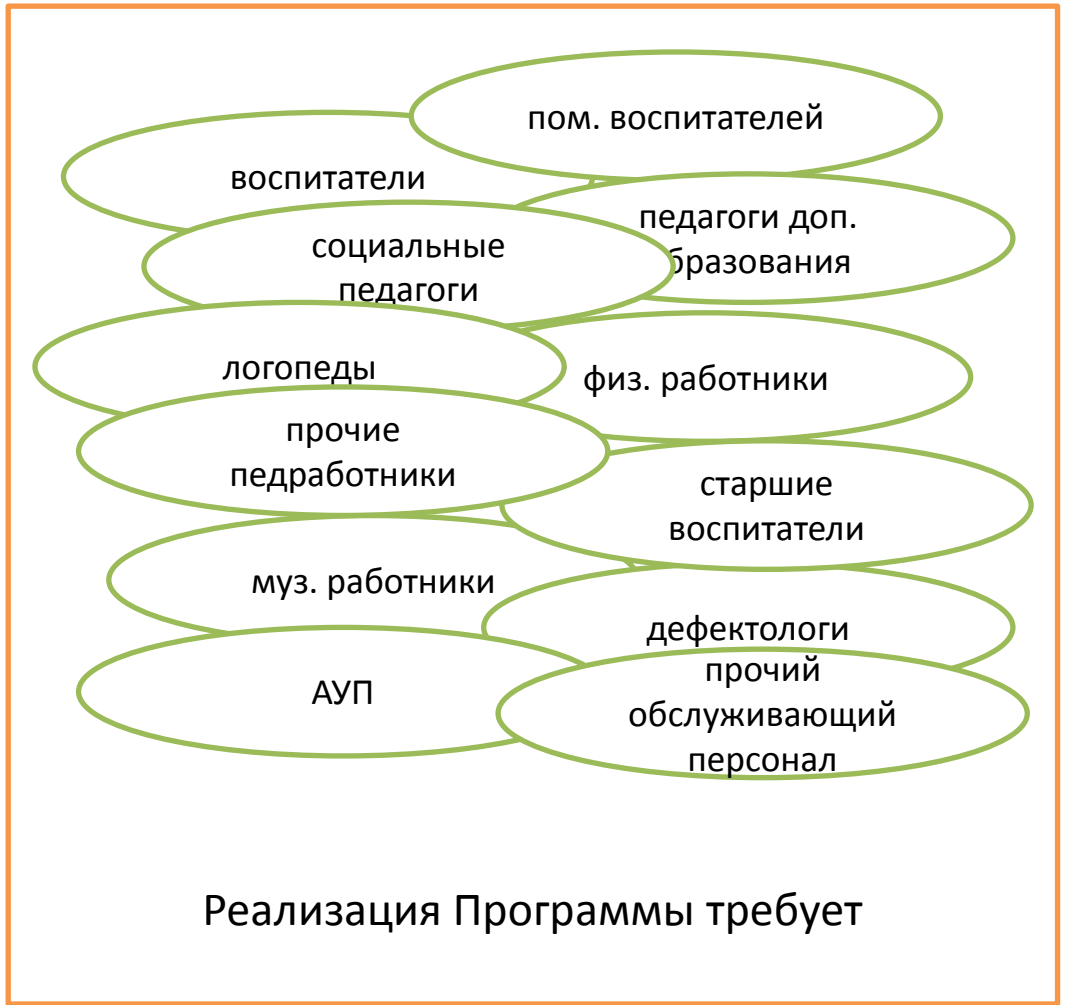 пом. воспитателей
воспитатели
педагоги доп.
бразования
социальные
педагоги
логопеды
физ. работники
прочие
педработники
старшие
воспитатели
муз. работники
дефектологи
АУП
прочий
обслуживающий
персонал
Реализация Программы требует